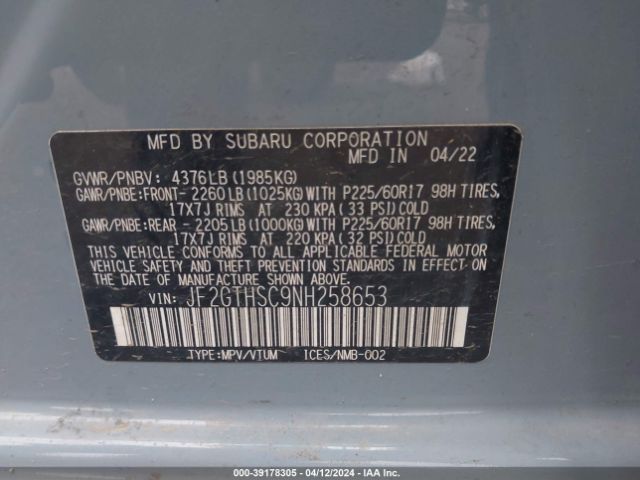 MFD BY SUBARU CORPORATION
MFD IN 04/22
GVWR/PNBV: 4376LB (1985KG)
GAWR/PNBE:FRONT- 2260LB (1025KG) WITH P225/60R17 98H TIRES,
17X7J RIMS AT 230 KPA (33 PSI) COLD
GAWR/PNBE:REAR - 2205LB (1000KG) WITH P225/60R17 98H TIRES,
17X7J RIMS AT 220 KPA (32 PSI) COLD
THIS VEHICLE CONFORMS TO ALL APPLICABLE FEDERAL MOTOR
VEHICLE SAFETY AND THEFT PREVENTION STANDARDS IN EFFECT ON
THE DATE OF MANUFACTURE SHOWN ABOVE.
VIN: JF2GTHSC9NH258653
TYPE:MPV/VTUM ICES/NMB-002
000-39178305 - 04/12/2024 - IAA Inc.